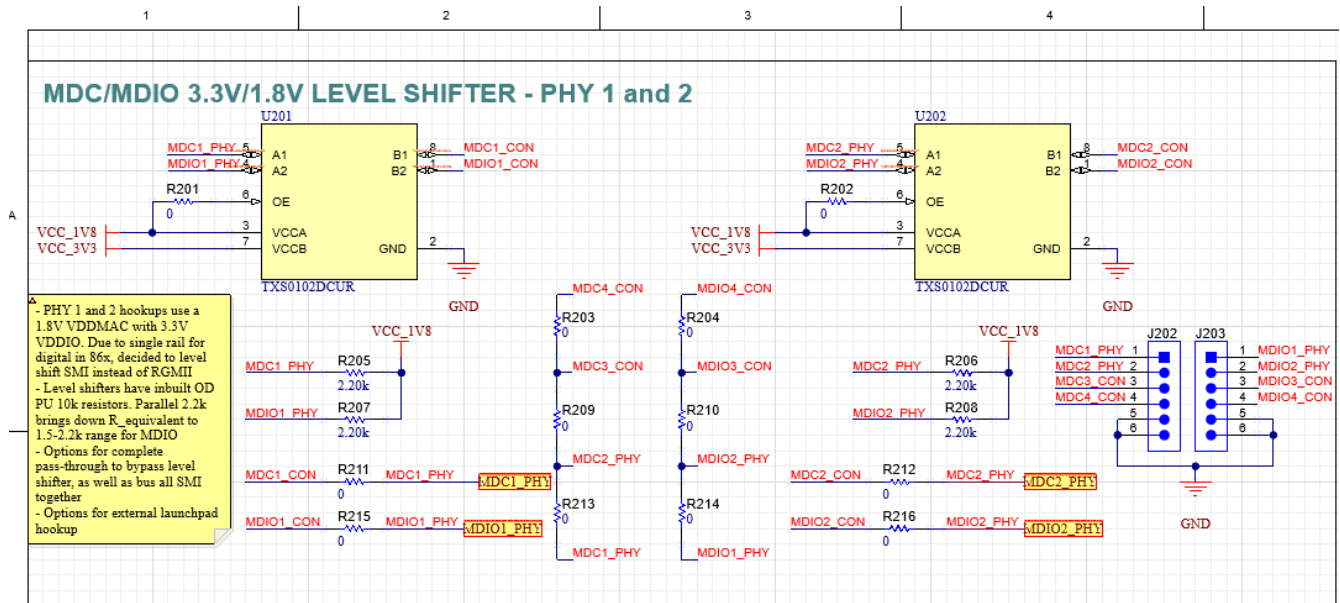 1 2 3 4
A
MDC/MDIO 3.3V/1.8V LEVEL SHIFTER - PHY 1 and 2
U201
MDC1_PHY 5 A1 B1 8 MDC1_CON
MDIO1_PHY 4 A2 B2 1 MDIO1_CON
R201
0
6 OE
VCC_1V8 3 VCCA
VCC_3V3 7 VCCB GND 2
TXS0102DCUR
GND
U202
MDC2_PHY 5 A1 B1 8 MDC2_CON
MDIO2_PHY 4 A2 B2 1 MDIO2_CON
R202
0
6 OE
VCC_1V8 3 VCCA
VCC_3V3 7 VCCB GND 2
TXS0102DCUR
GND
- PHY 1 and 2 hookups use a
1.8V VDDMAC with 3.3V
VDDIO. Due to single rail for
digital in 86x, decided to level
shift SMI instead of RGMII
- Level shifters have inbuilt OD
PU 10k resistors. Parallel 2.2k
brings down R_equivalent to
1.5-2.2k range for MDIO
- Options for complete
pass-through to bypass level
shifter, as well as bus all SMI
together
- Options for external launchpad
hookup
VCC_1V8
MDC1_PHY R205
2.20k
MDIO1_PHY R207
2.20k
MDC1_CON R211 MDC1_PHY MDC1_PHY
0
MDIO1_CON R215 MDIO1_PHY MDIO1_PHY
0
MDC4_CON
R203
0
MDC3_CON
R209
0
MDC2_PHY
R213
0
MDC1_PHY
MDIO4_CON
R204
0
MDIO3_CON
R210
0
MDIO2_PHY
R214
0
MDIO1_PHY
VCC_1V8
MDC2_PHY R206
2.20k
MDIO2_PHY R208
2.20k
MDC2_CON R212 MDC2_PHY MDC2_PHY
0
MDIO2_CON R216 MDIO2_PHY MDIO2_PHY
0
J202 J203
MDC1_PHY 1 1 MDIO1_PHY
MDC2_PHY 2 2 MDIO2_PHY
MDC3_CON 3 3 MDIO3_CON
MDC4_CON 4 4 MDIO4_CON
5 5
6 6
GND